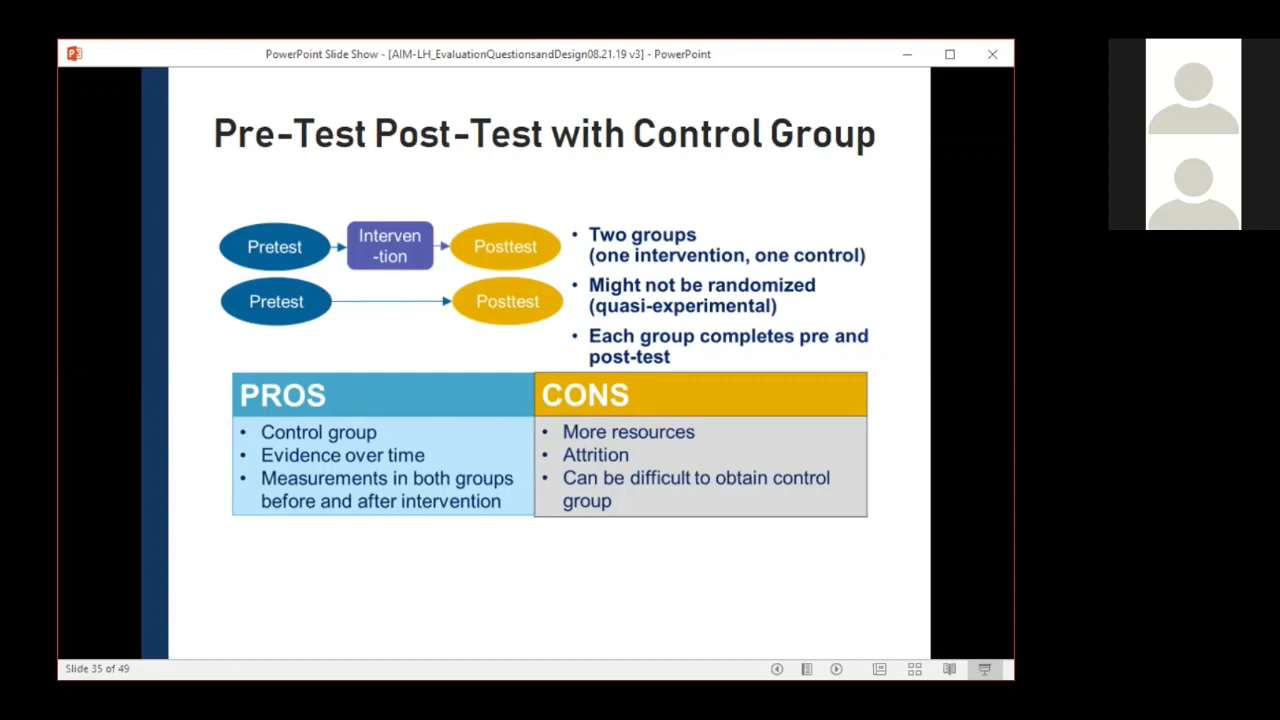 PowerPoint Slide Show - [AIM-LH_EvaluationQuestionsandDesign08.21.19 v3] - PowerPoint
Pre-Test Post-Test with Control Group
Pretest
Interven
-tion
Posttest
Pretest
Posttest
• Two groups
(one intervention, one control)
• Might not be randomized
(quasi-experimental)
• Each group completes pre and
post-test
PROS
• Control group
• Evidence over time
• Measurements in both groups
before and after intervention
CONS
• More resources
• Attrition
• Can be difficult to obtain control
group
Slide 35 of 49